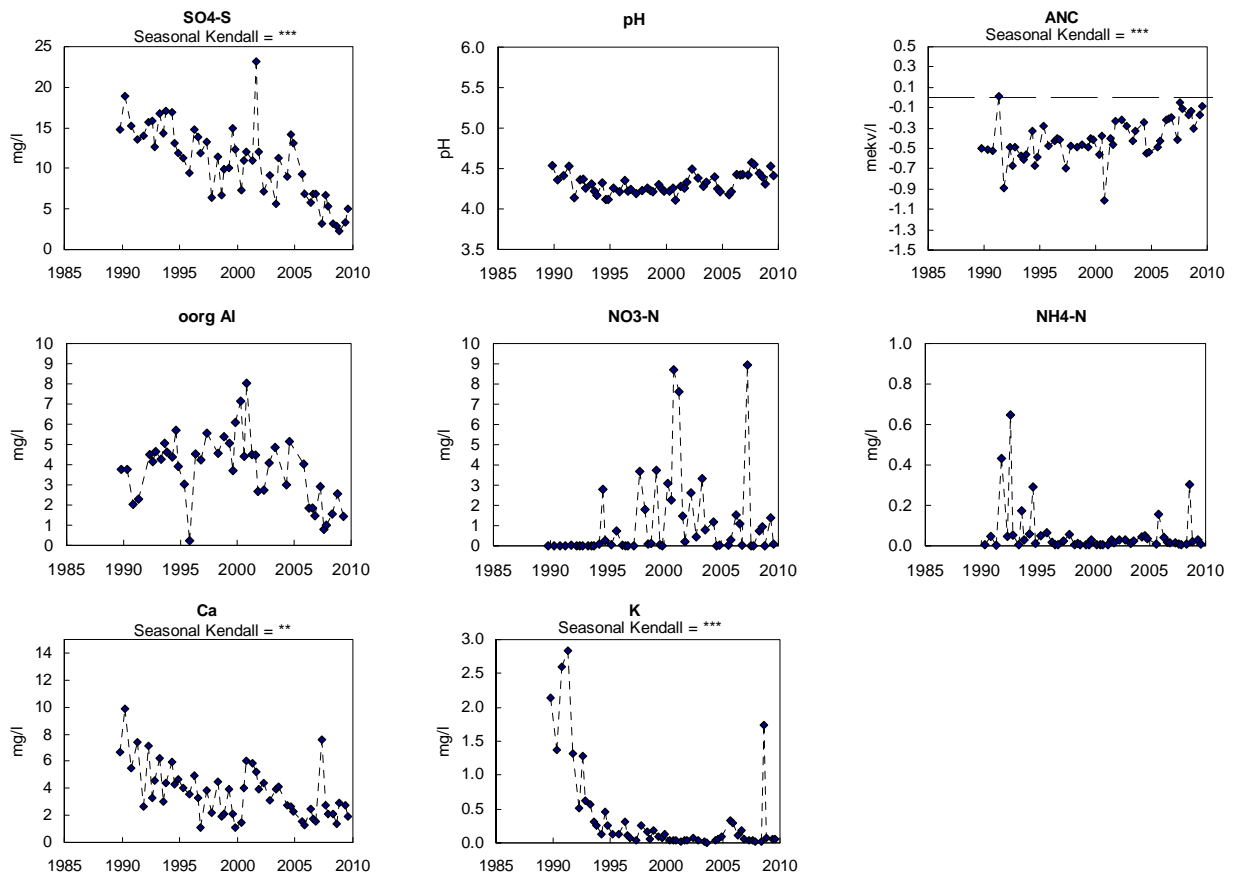 SO4-S
Seasonal Kendall = ***
25
20
15
10
5
0
mg/l
1985 1990 1995 2000 2005 2010
pH
6.0
5.5
5.0
4.5
4.0
3.5
pH
1985 1990 1995 2000 2005 2010
ANC
Seasonal Kendall = ***
0.5
0.3
0.1
-0.1
-0.3
-0.5
-0.7
-0.9
-1.1
-1.3
-1.5
mekv/l
1985 1990 1995 2000 2005 2010
oorg Al
10
9
8
7
6
5
4
3
2
1
0
mg/l
1985 1990 1995 2000 2005 2010
NO3-N
10
9
8
7
6
5
4
3
2
1
0
mg/l
1985 1990 1995 2000 2005 2010
NH4-N
1.0
0.8
0.6
0.4
0.2
0.0
mg/l
1985 1990 1995 2000 2005 2010
Ca
Seasonal Kendall = **
14
12
10
8
6
4
2
0
mg/l
1985 1990 1995 2000 2005 2010
K
Seasonal Kendall = ***
3.0
2.5
2.0
1.5
1.0
0.5
0.0
mg/l
1985 1990 1995 2000 2005 2010